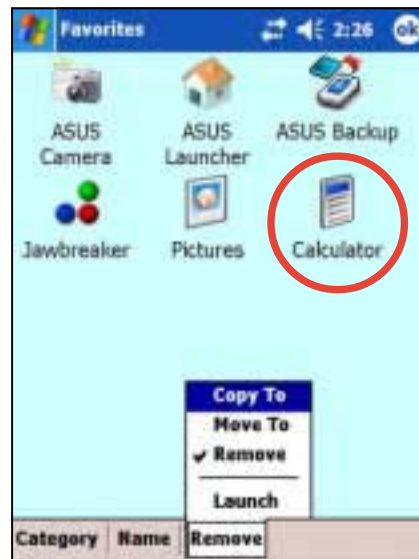 Favorites 2:26 ok
ASUS Camera
ASUS Launcher
ASUS Backup
Jawbreaker
Pictures
Calculator
Copy To
Move To
Remove
Launch
Category Name Remove